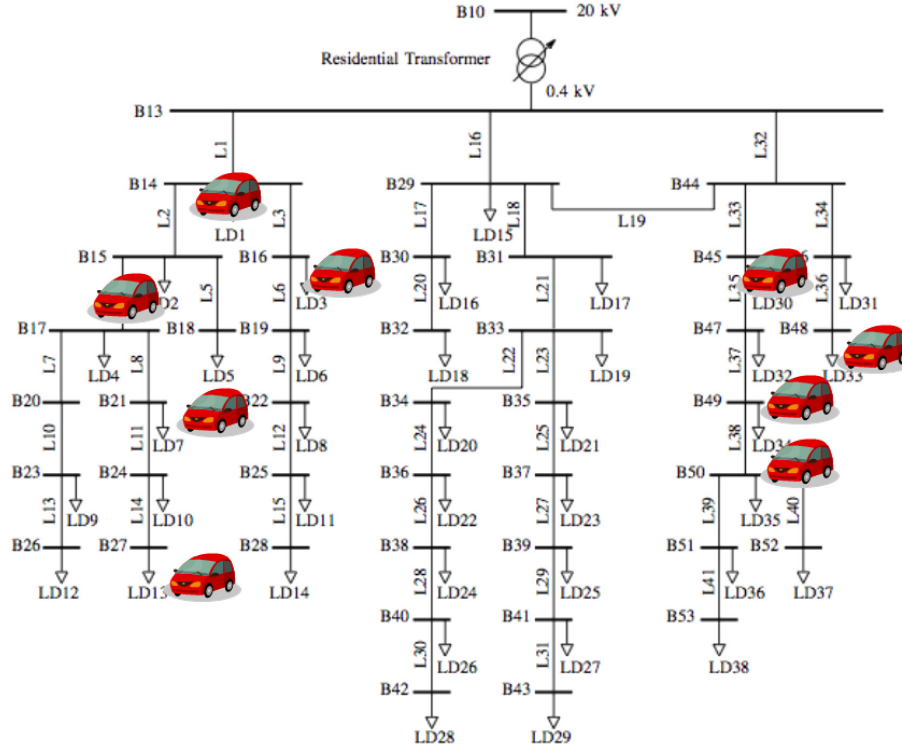 B10 20 kV
Residential Transformer
0.4 kV
B13
L1 L16 L32
B14 B29 B44
L2 L3 L17 L18 L19 L33 L34
LD1 LD15
B15 B16 B30 B31 B45
L5 L6 L20 L21 L36
LD3 LD16 LD17 LD30 LD31
B17 B18 B19 B32 B33 B47 B48
L7 L8 L9 L22 L23 L37
LD4 LD5 LD6 LD18 LD19 LD32 LD33
B20 B21 B22 B34 B35 B49
L10 L11 L12 L24 L25 L38
LD7 LD8 LD20 LD21 LD34
B23 B24 B25 B36 B37 B50
L13 L14 L15 L26 L27 L39 L40
LD9 LD10 LD11 LD22 LD23 LD35
B26 B27 B28 B38 B39 B51 B52
L28 L29 L41
LD12 LD13 LD14 LD24 LD25 LD36 LD37
B40 B41 B53
L30 L31
LD26 LD27 LD38
B42 B43
LD28 LD29